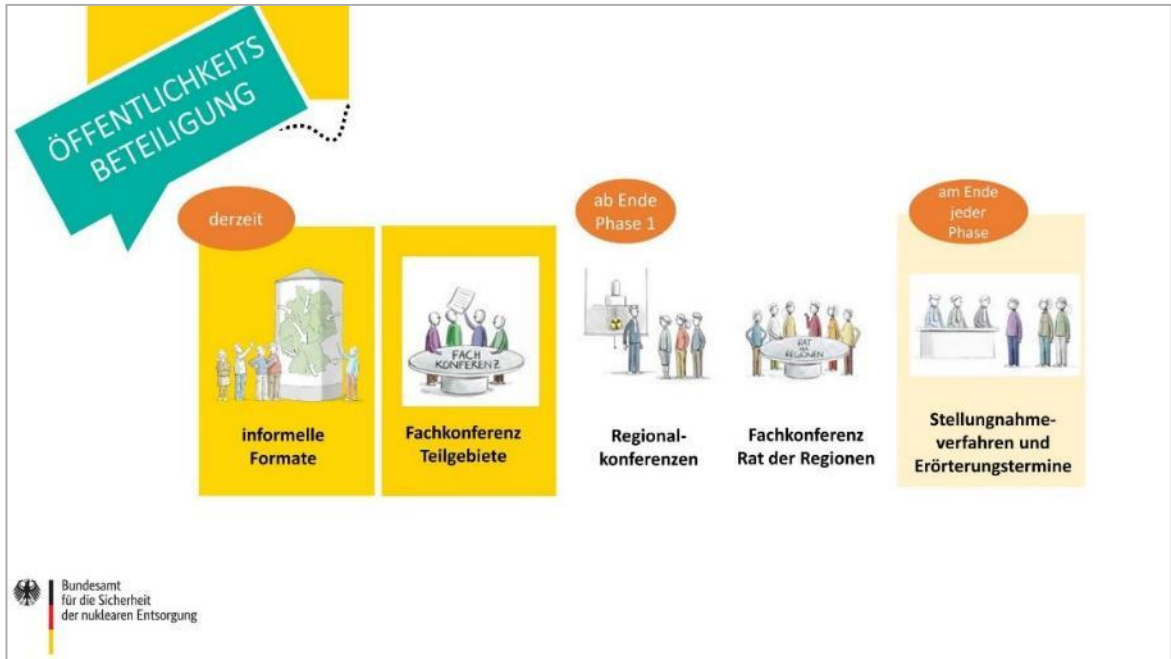 ÖFFENTLICHKEITS
BETEILIGUNG
derzeit
informelle
Formate
FACH
KONFERENZ
Fachkonferenz
Teilgebiete
ab Ende
Phase 1
Regional-
konferenzen
RAT
DER
REGIONEN
Fachkonferenz
Rat der Regionen
am Ende
jeder
Phase
Stellungnahme-
verfahren und
Erörterungstermine
Bundesamt
für die Sicherheit
der nuklearen Entsorgung